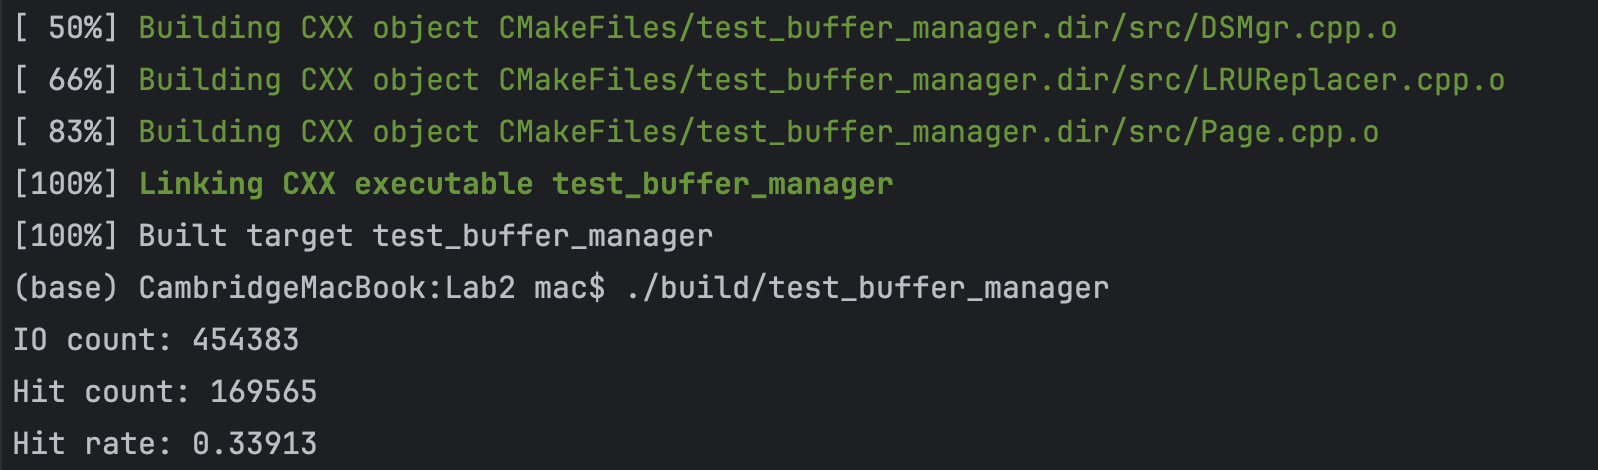 [ 50%] Building CXX object CMakeFiles/test_buffer_manager.dir/src/DSMgr.cpp.o
[ 66%] Building CXX object CMakeFiles/test_buffer_manager.dir/src/LRUReplacer.cpp.o
[ 83%] Building CXX object CMakeFiles/test_buffer_manager.dir/src/Page.cpp.o
[100%] Linking CXX executable test_buffer_manager
[100%] Built target test_buffer_manager
(base) CambridgeMacBook:Lab2 mac$ ./build/test_buffer_manager
IO count: 454383
Hit count: 169565
Hit rate: 0.33913